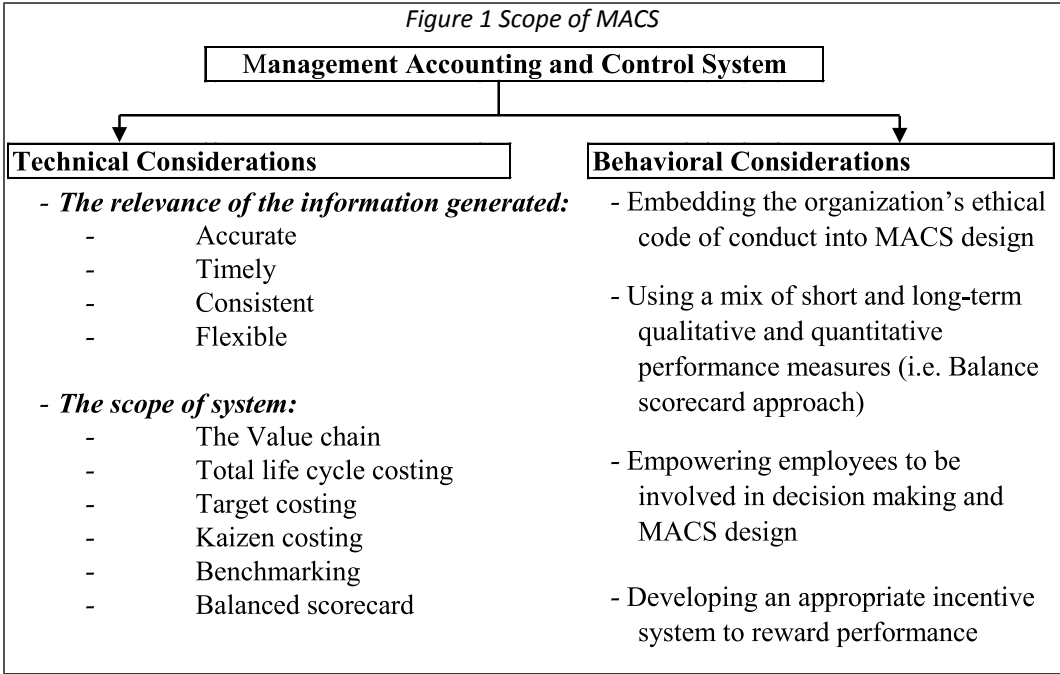 Figure 1 Scope of MACS
Management Accounting and Control System
Technical Considerations
- The relevance of the information generated:
- Accurate
- Timely
- Consistent
- Flexible
- The scope of system:
- The Value chain
- Total life cycle costing
- Target costing
- Kaizen costing
- Benchmarking
- Balanced scorecard
Behavioral Considerations
- Embedding the organization’s ethical
code of conduct into MACS design
- Using a mix of short and long-term
qualitative and quantitative
performance measures (i.e. Balance
scorecard approach)
- Empowering employees to be
involved in decision making and
MACS design
- Developing an appropriate incentive
system to reward performance